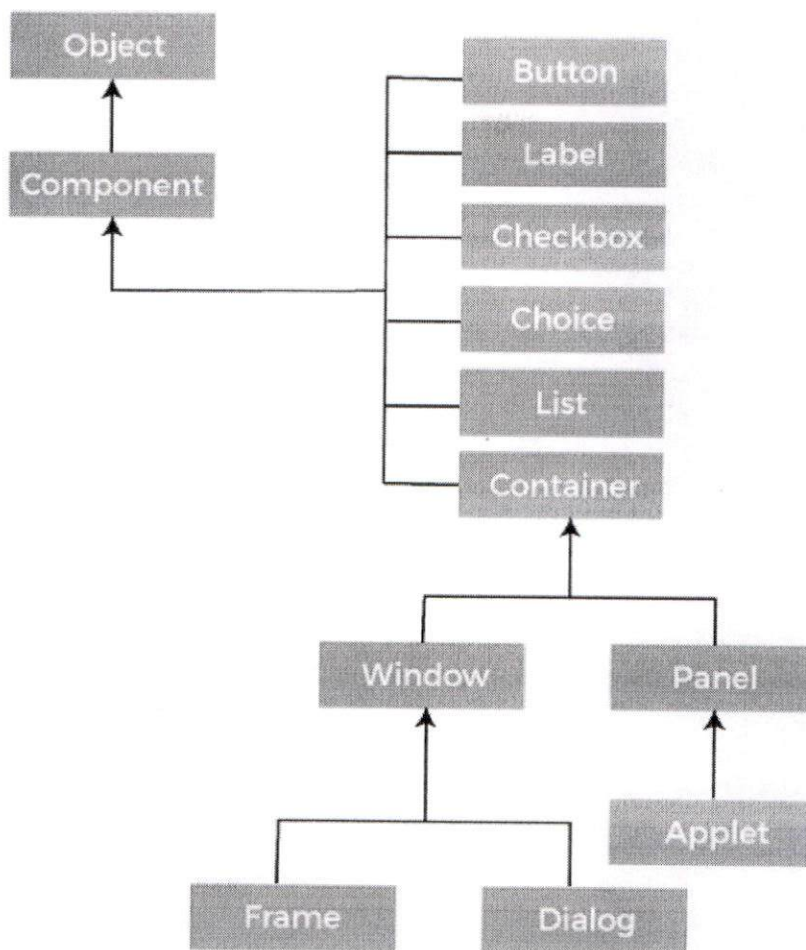 Object
Component
Button
Label
Checkbox
Choice
List
Container
Window
Panel
Applet
Frame
Dialog